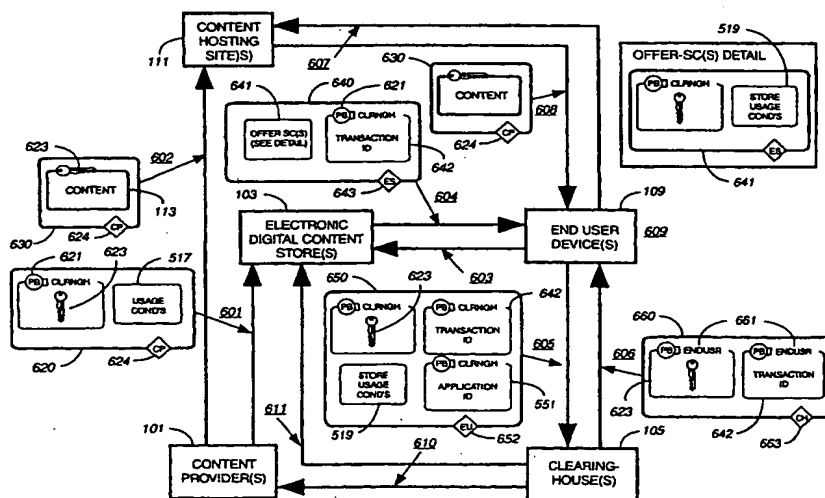 CONTENT
HOSTING
SITE(S)
111
607
630
CONTENT
608
624
CP
OFFER-SC(S) DETAIL
519
PB CLRNGH
STORE
USAGE
COND'S
641
ES
641
640
621
OFFER SC(S)
(SEE DETAIL)
PB CLRNGH
TRANSACTION
ID
642
643
ES
604
623
602
CONTENT
113
630
624
CP
103
ELECTRONIC
DIGITAL CONTENT
STORE(S)
603
109
END USER
DEVICE(S)
609
621
623
517
PB CLRNGH
USAGE
COND'S
601
620
624
CP
650
623
642
PB CLRNGH
PB CLRNGH
TRANSACTION
ID
605
STORE
USAGE
COND'S
PB CLRNGH
APPLICATION
ID
551
519
EU
652
660
661
606
PB ENDUSR
PB ENDUSR
TRANSACTION
ID
623
642
CH
663
611
101
CONTENT
PROVIDER(S)
610
105
CLEARING-
HOUSE(S)